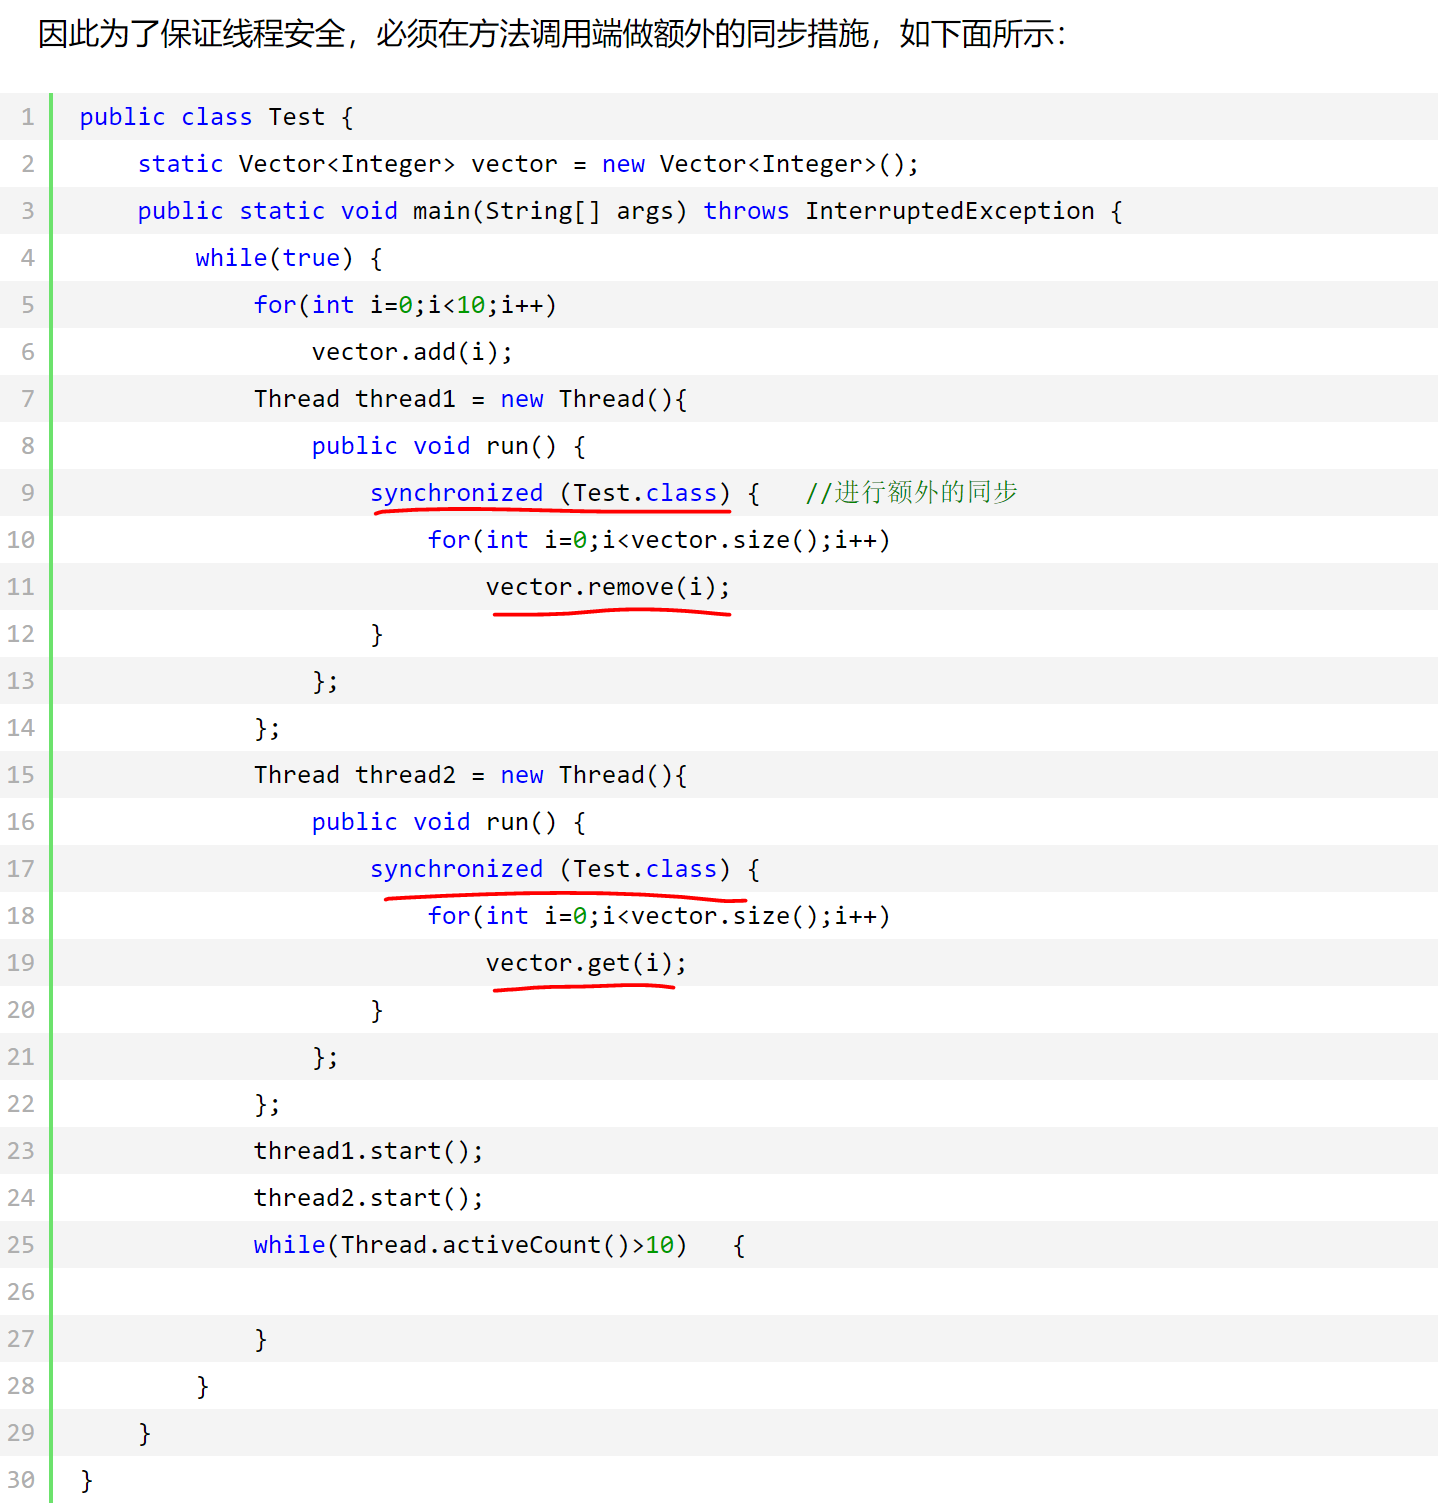 因此为了保证线程安全，必须在方法调用端做额外的同步措施，如下面所示：
1 public class Test {
2     static Vector<Integer> vector = new Vector<Integer>();
3     public static void main(String[] args) throws InterruptedException {
4         while(true) {
5             for(int i=0;i<10;i++)
6                 vector.add(i);
7             Thread thread1 = new Thread(){
8                 public void run() {
9                     synchronized (Test.class) {   //进行额外的同步
10                         for(int i=0;i<vector.size();i++)
11                             vector.remove(i);
12                     }
13                 };
14             };
15             Thread thread2 = new Thread(){
16                 public void run() {
17                     synchronized (Test.class) {
18                         for(int i=0;i<vector.size();i++)
19                             vector.get(i);
20                     }
21                 };
22             };
23             thread1.start();
24             thread2.start();
25             while(Thread.activeCount()>10)   {
26
27             }
28         }
29     }
30 }